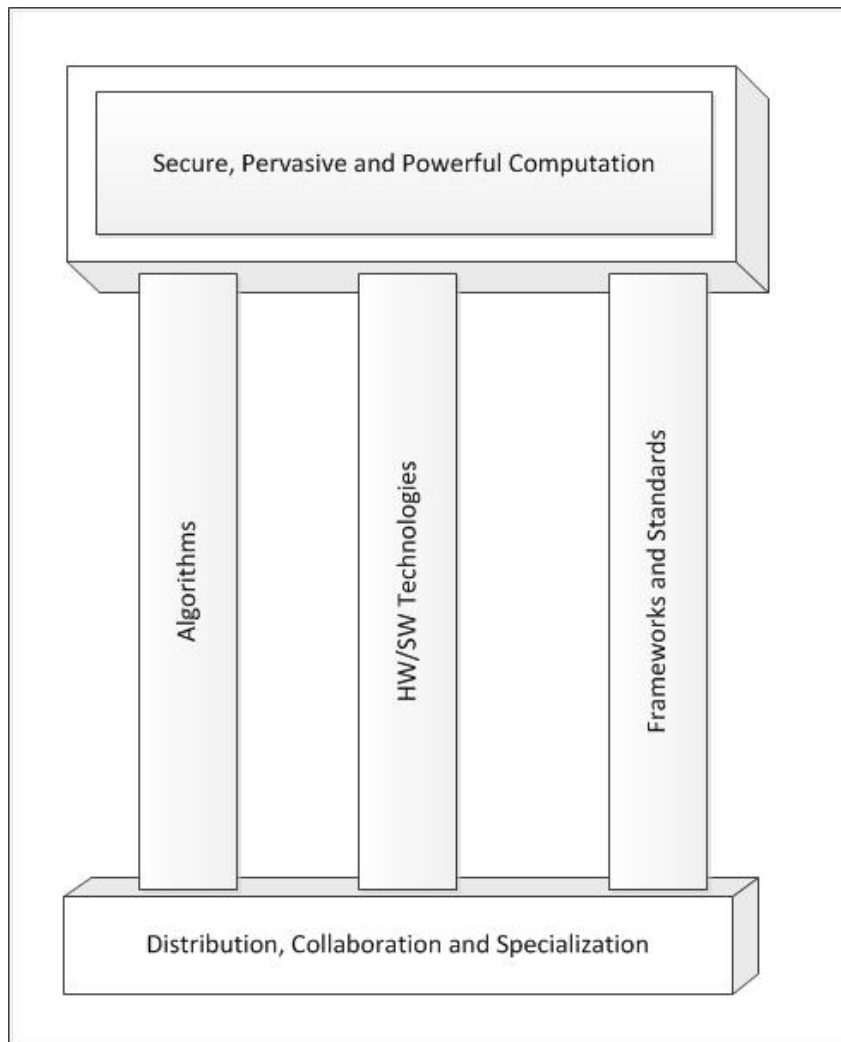 Secure, Pervasive and Powerful Computation
Algorithms
HW/SW Technologies
Frameworks and Standards
Distribution, Collaboration and Specialization